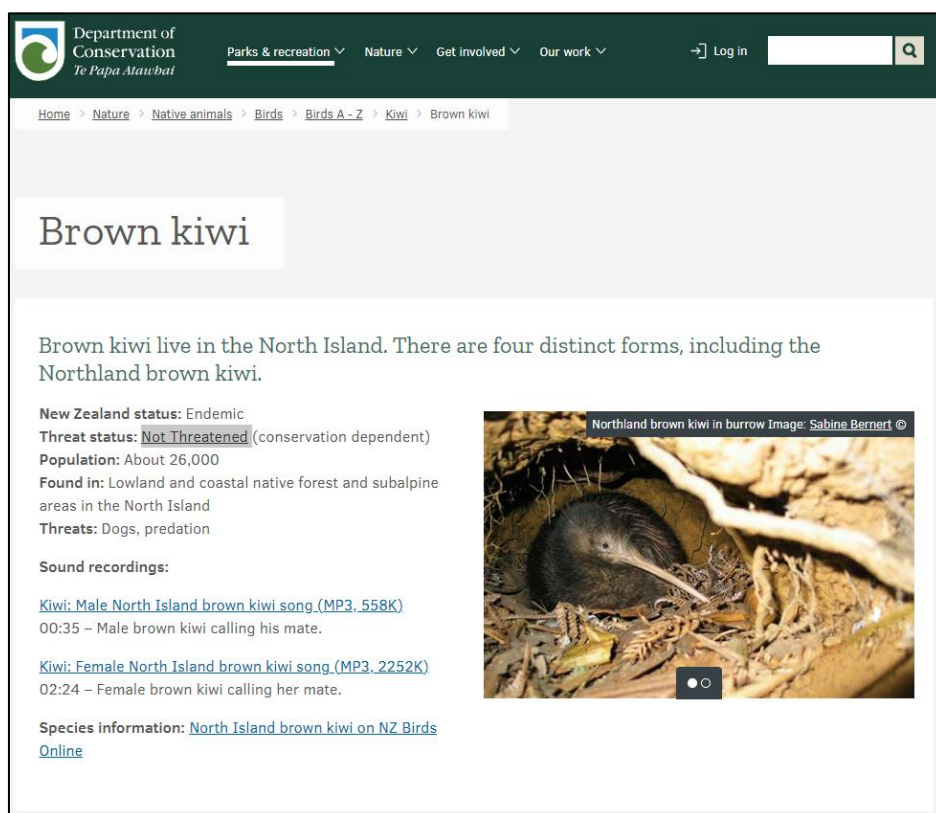 Department of
Conservation
Te Papa Atawbai
Parks & recreation
Nature
Get involved
Our work
Log in
Home > Nature > Native animals > Birds > Birds A - Z > Kiwi > Brown kiwi
Brown kiwi
Brown kiwi live in the North Island. There are four distinct forms, including the
Northland brown kiwi.
New Zealand status: Endemic
Threat status: Not Threatened (conservation dependent)
Population: About 26,000
Found in: Lowland and coastal native forest and subalpine
areas in the North Island
Threats: Dogs, predation
Sound recordings:
Kiwi: Male North Island brown kiwi song (MP3, 558K)
00:35 – Male brown kiwi calling his mate.
Kiwi: Female North Island brown kiwi song (MP3, 2252K)
02:24 – Female brown kiwi calling her mate.
Species information: North Island brown kiwi on NZ Birds
Online
Northland brown kiwi in burrow Image: Sabine Bernert ©